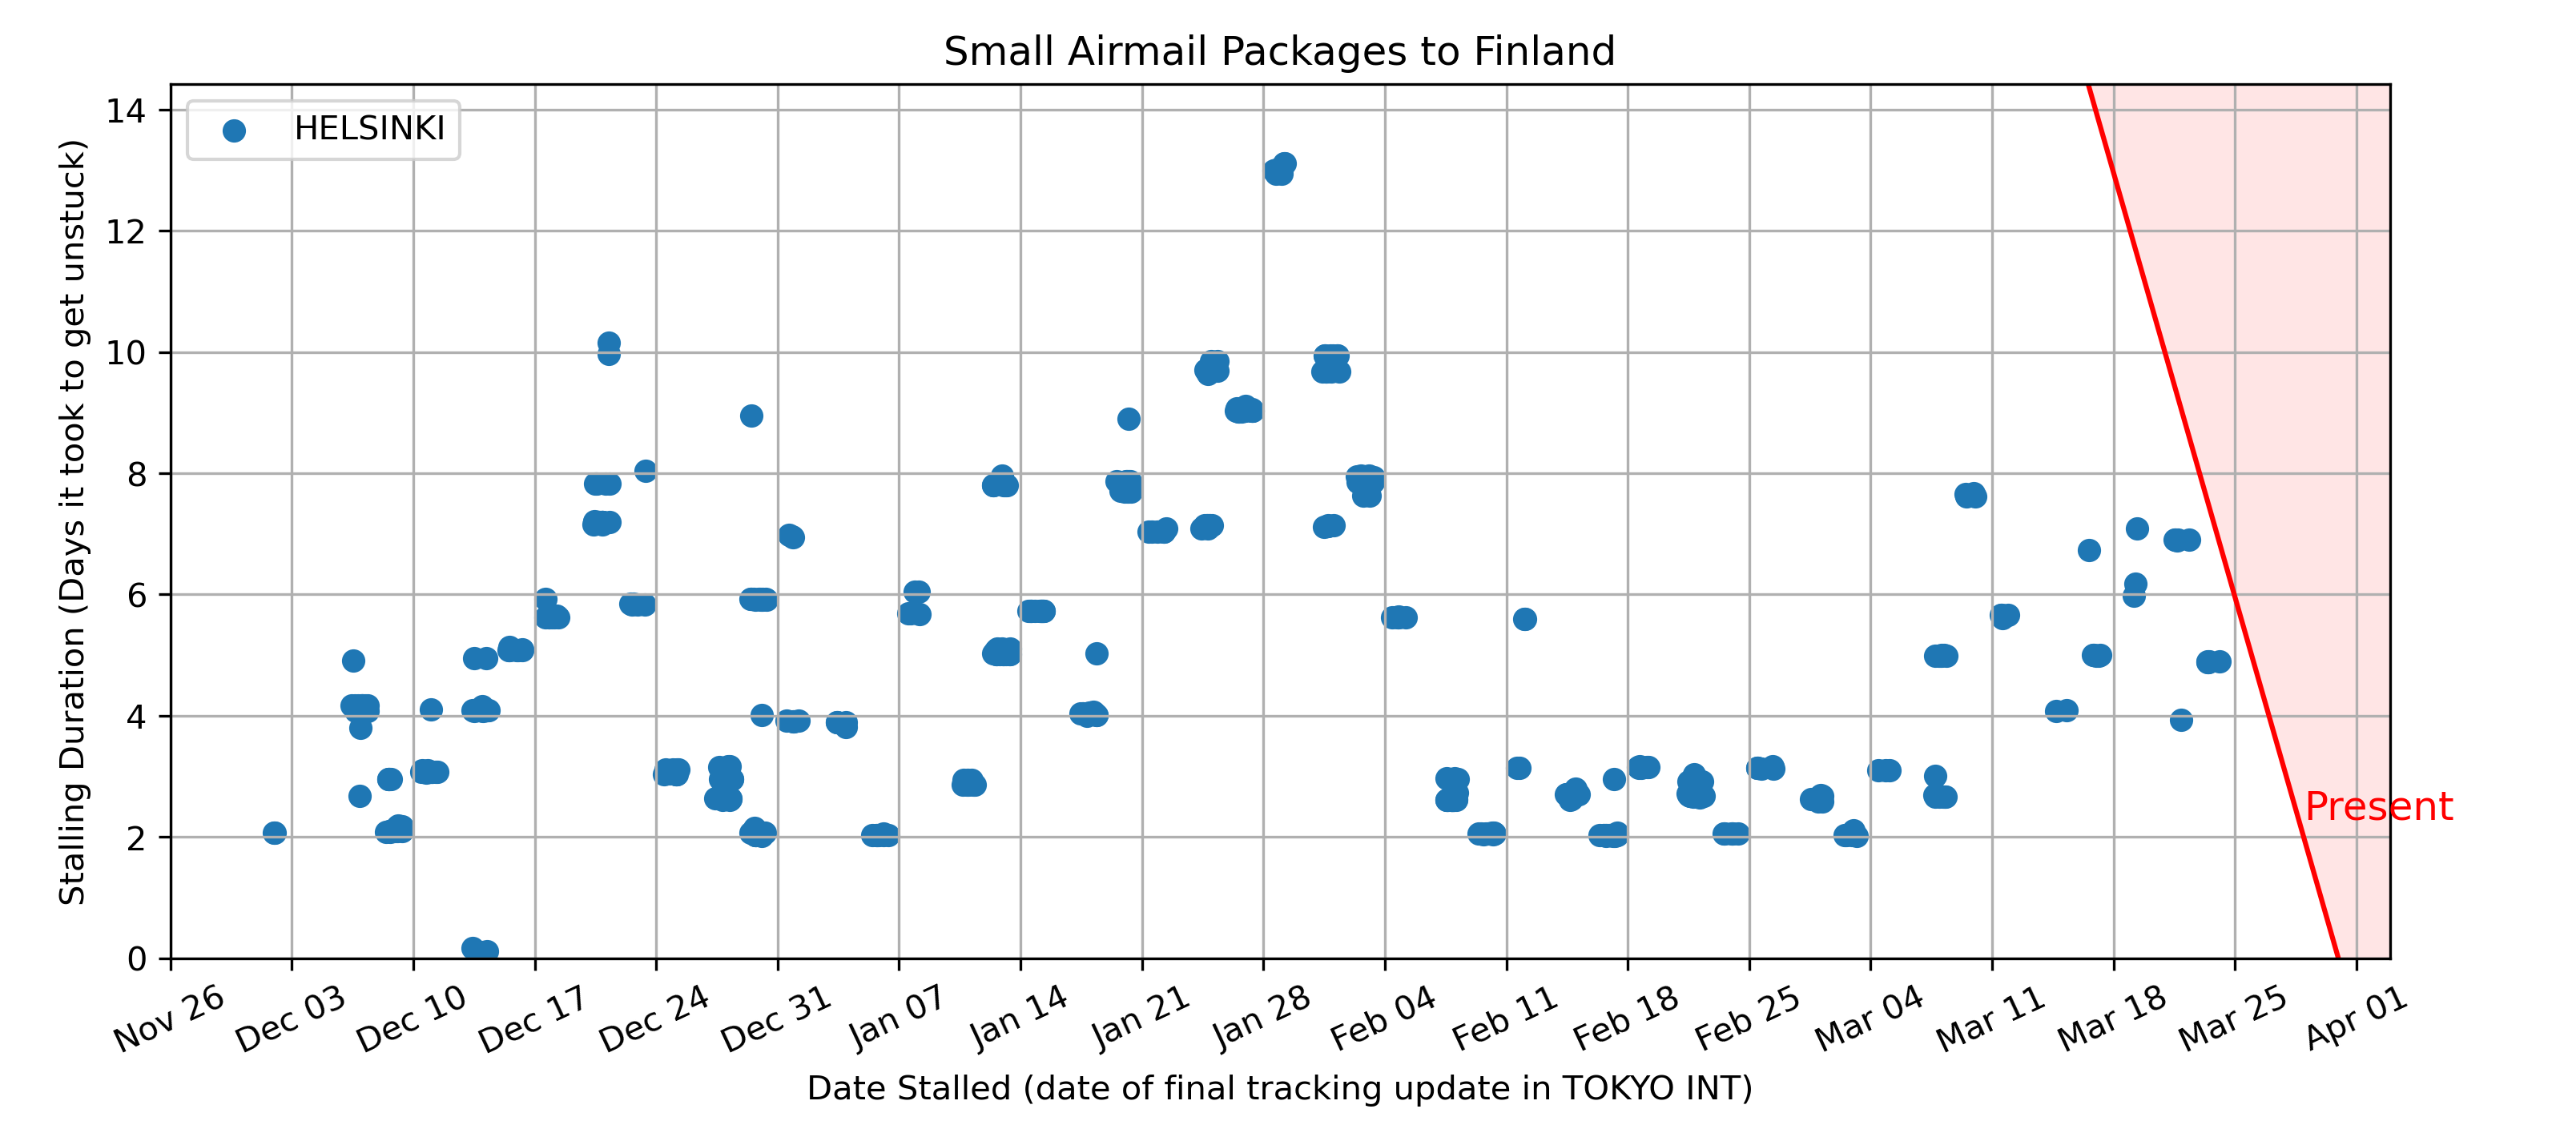 Small Airmail Packages to Finland
HELSINKI
Stalling Duration (Days it took to get unstuck)
14
12
10
8
6
4
2
0
Present
Nov 26
Dec 03
Dec 10
Dec 17
Dec 24
Dec 31
Jan 07
Jan 14
Jan 21
Jan 28
Feb 04
Feb 11
Feb 18
Feb 25
Mar 04
Mar 11
Mar 18
Mar 25
Apr 01
Date Stalled (date of final tracking update in TOKYO INT)